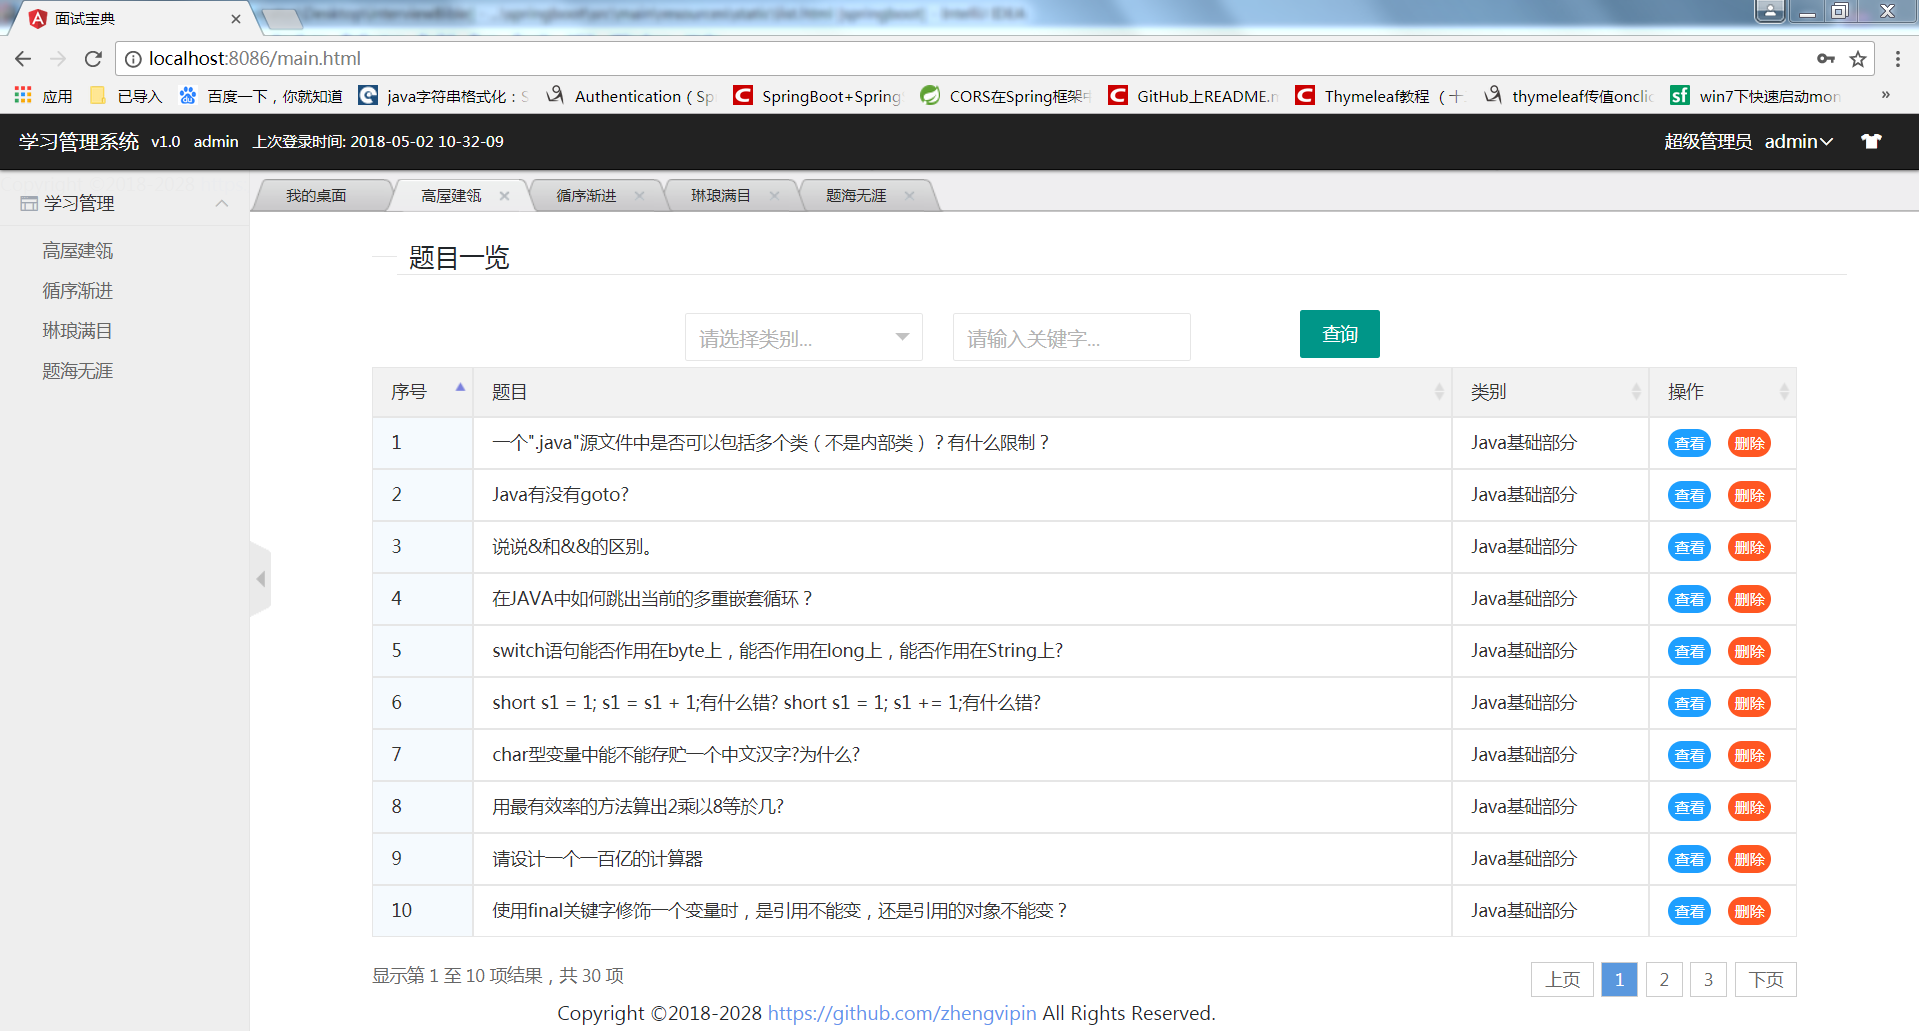 面试宝典
localhost:8086/main.html
应用 已导入 百度一下，你就知道 java字符串格式化：S Authentication（Sp SpringBoot+Spring CORS在Spring框架中 GitHub上README.m Thymeleaf教程 （十 thymeleaf传值onclic win7下快速启动mon »
学习管理系统 v1.0 admin 上次登录时间: 2018-05-02 10-32-09 超级管理员 admin
我的桌面 高屋建瓴 循序渐进 琳琅满目 题海无涯
学习管理
高屋建瓴
循序渐进
琳琅满目
题海无涯
题目一览
请选择类别... 请输入关键字... 查询
序号 题目 类别 操作
1 一个".java"源文件中是否可以包括多个类（不是内部类）？有什么限制？ Java基础部分 查看 删除
2 Java有没有goto? Java基础部分 查看 删除
3 说说&和&&的区别。 Java基础部分 查看 删除
4 在JAVA中如何跳出当前的多重嵌套循环？ Java基础部分 查看 删除
5 switch语句能否作用在byte上，能否作用在long上，能否作用在String上? Java基础部分 查看 删除
6 short s1 = 1; s1 = s1 + 1;有什么错? short s1 = 1; s1 += 1;有什么错? Java基础部分 查看 删除
7 char型变量中能不能存贮一个中文汉字?为什么? Java基础部分 查看 删除
8 用最有效率的方法算出2乘以8等於几? Java基础部分 查看 删除
9 请设计一个一百亿的计算器 Java基础部分 查看 删除
10 使用final关键字修饰一个变量时，是引用不能变，还是引用的对象不能变？ Java基础部分 查看 删除
显示第 1 至 10 项结果，共 30 项 上页 1 2 3 下页
Copyright ©2018-2028 https://github.com/zhengvipin All Rights Reserved.